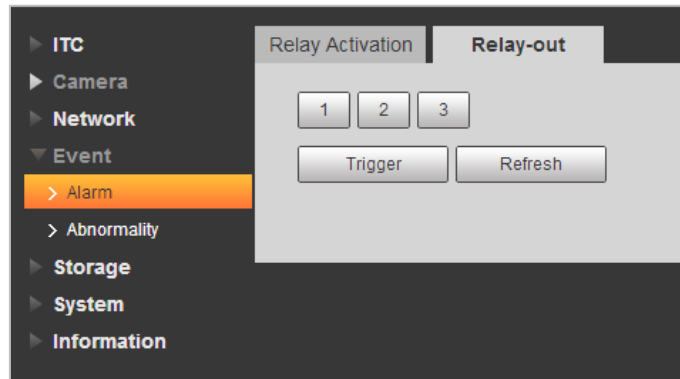 ITC
Camera
Network
Event
Alarm
Abnormality
Storage
System
Information
Relay Activation
Relay-out
1 2 3
Trigger Refresh